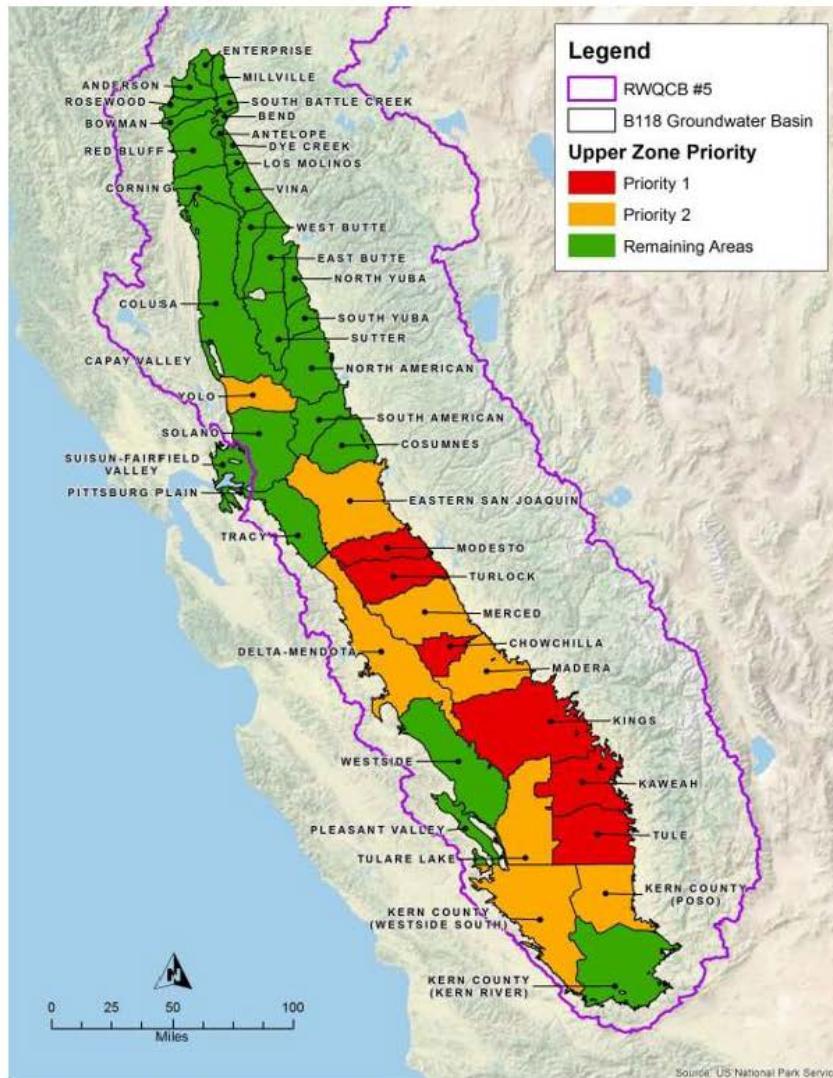 Legend
RWQCB #5
B118 Groundwater Basin
Upper Zone Priority
Priority 1
Priority 2
Remaining Areas
ENTERPRISE
MILLVILLE
ANDERSON
ROSEWOOD
SOUTH BATTLE CREEK
BEND
BOWMAN
ANTELOPE
DYE CREEK
RED BLUFF
LOS MOLINOS
CORNING
VINA
WEST BUTTE
EAST BUTTE
NORTH YUBA
COLUSA
SOUTH YUBA
SUTTER
CAPAY VALLEY
NORTH AMERICAN
YOLO
SOUTH AMERICAN
SOLANO
COSUMNES
SUISUN-FAIRFIELD
VALLEY
PITTSBURG PLAIN
EASTERN SAN JOAQUIN
TRACY
MODESTO
TURLOCK
MERCED
CHOWCHILLA
DELTA-MENDOTA
MADERA
KINGS
WESTSIDE
KAWEAH
PLEASANT VALLEY
TULE
TULARE LAKE
KERN COUNTY
(POSO)
KERN COUNTY
(WESTSIDE SOUTH)
KERN COUNTY
(KERN RIVER)
N
0 25 50 100
Miles
Source: US National Park Servic